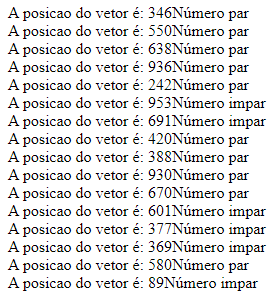 A posicao do vetor é: 346Número par
A posicao do vetor é: 550Número par
A posicao do vetor é: 638Número par
A posicao do vetor é: 936Número par
A posicao do vetor é: 242Número par
A posicao do vetor é: 953Número impar
A posicao do vetor é: 691Número impar
A posicao do vetor é: 420Número par
A posicao do vetor é: 388Número par
A posicao do vetor é: 930Número par
A posicao do vetor é: 670Número par
A posicao do vetor é: 601Número impar
A posicao do vetor é: 377Número impar
A posicao do vetor é: 369Número impar
A posicao do vetor é: 580Número par
A posicao do vetor é: 89Número impar